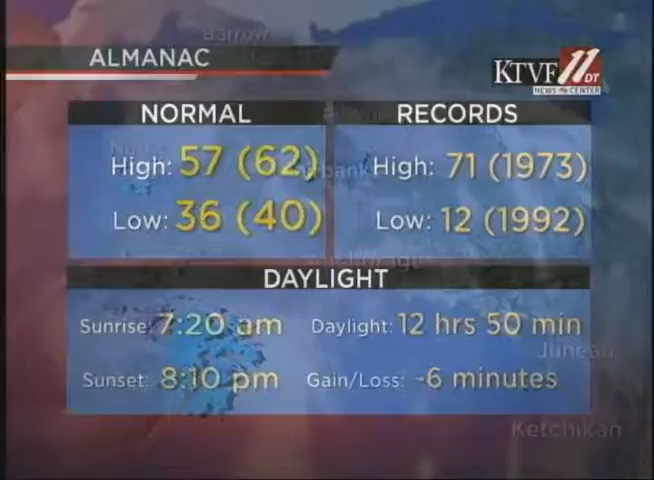 Barrow
ALMANAC
KTVF 11 DT
NEWS CENTER
NORMAL
High: 57 (62)
Low: 36 (40)
RECORDS
High: 71 (1973)
Low: 12 (1992)
DAYLIGHT
Sunrise: 7:20 am
Daylight: 12 hrs 50 min
Sunset: 8:10 pm
Gain/Loss: -6 minutes
Juneau
Ketchikan